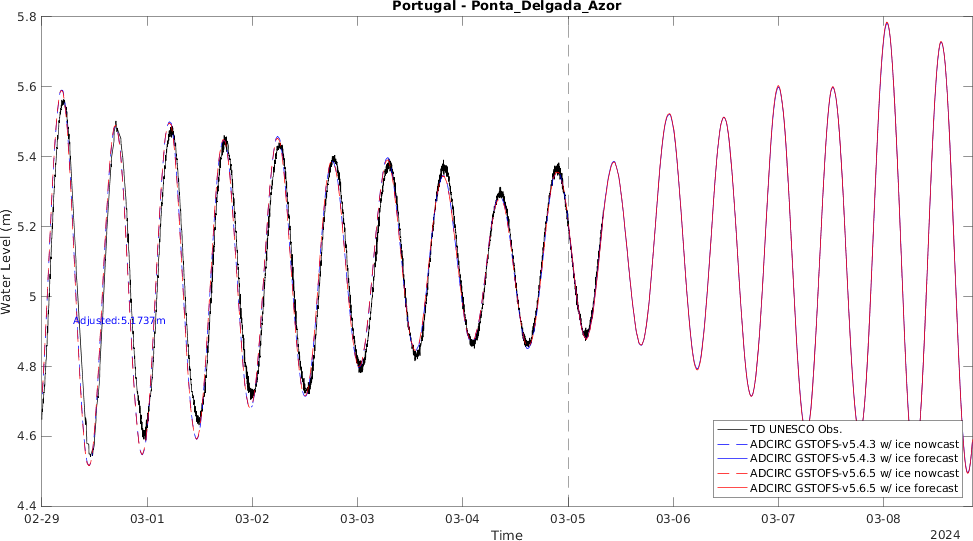 Portugal - Ponta_Delgada_Azor
Water Level (m)
5.8
5.6
5.4
5.2
5
4.8
4.6
4.4
Adjusted:5.1737m
TD UNESCO Obs.
ADCIRC GSTOFS-v5.4.3 w/ ice nowcast
ADCIRC GSTOFS-v5.4.3 w/ ice forecast
ADCIRC GSTOFS-v5.6.5 w/ ice nowcast
ADCIRC GSTOFS-v5.6.5 w/ ice forecast
02-29 03-01 03-02 03-03 03-04 03-05 03-06 03-07 03-08
Time
2024